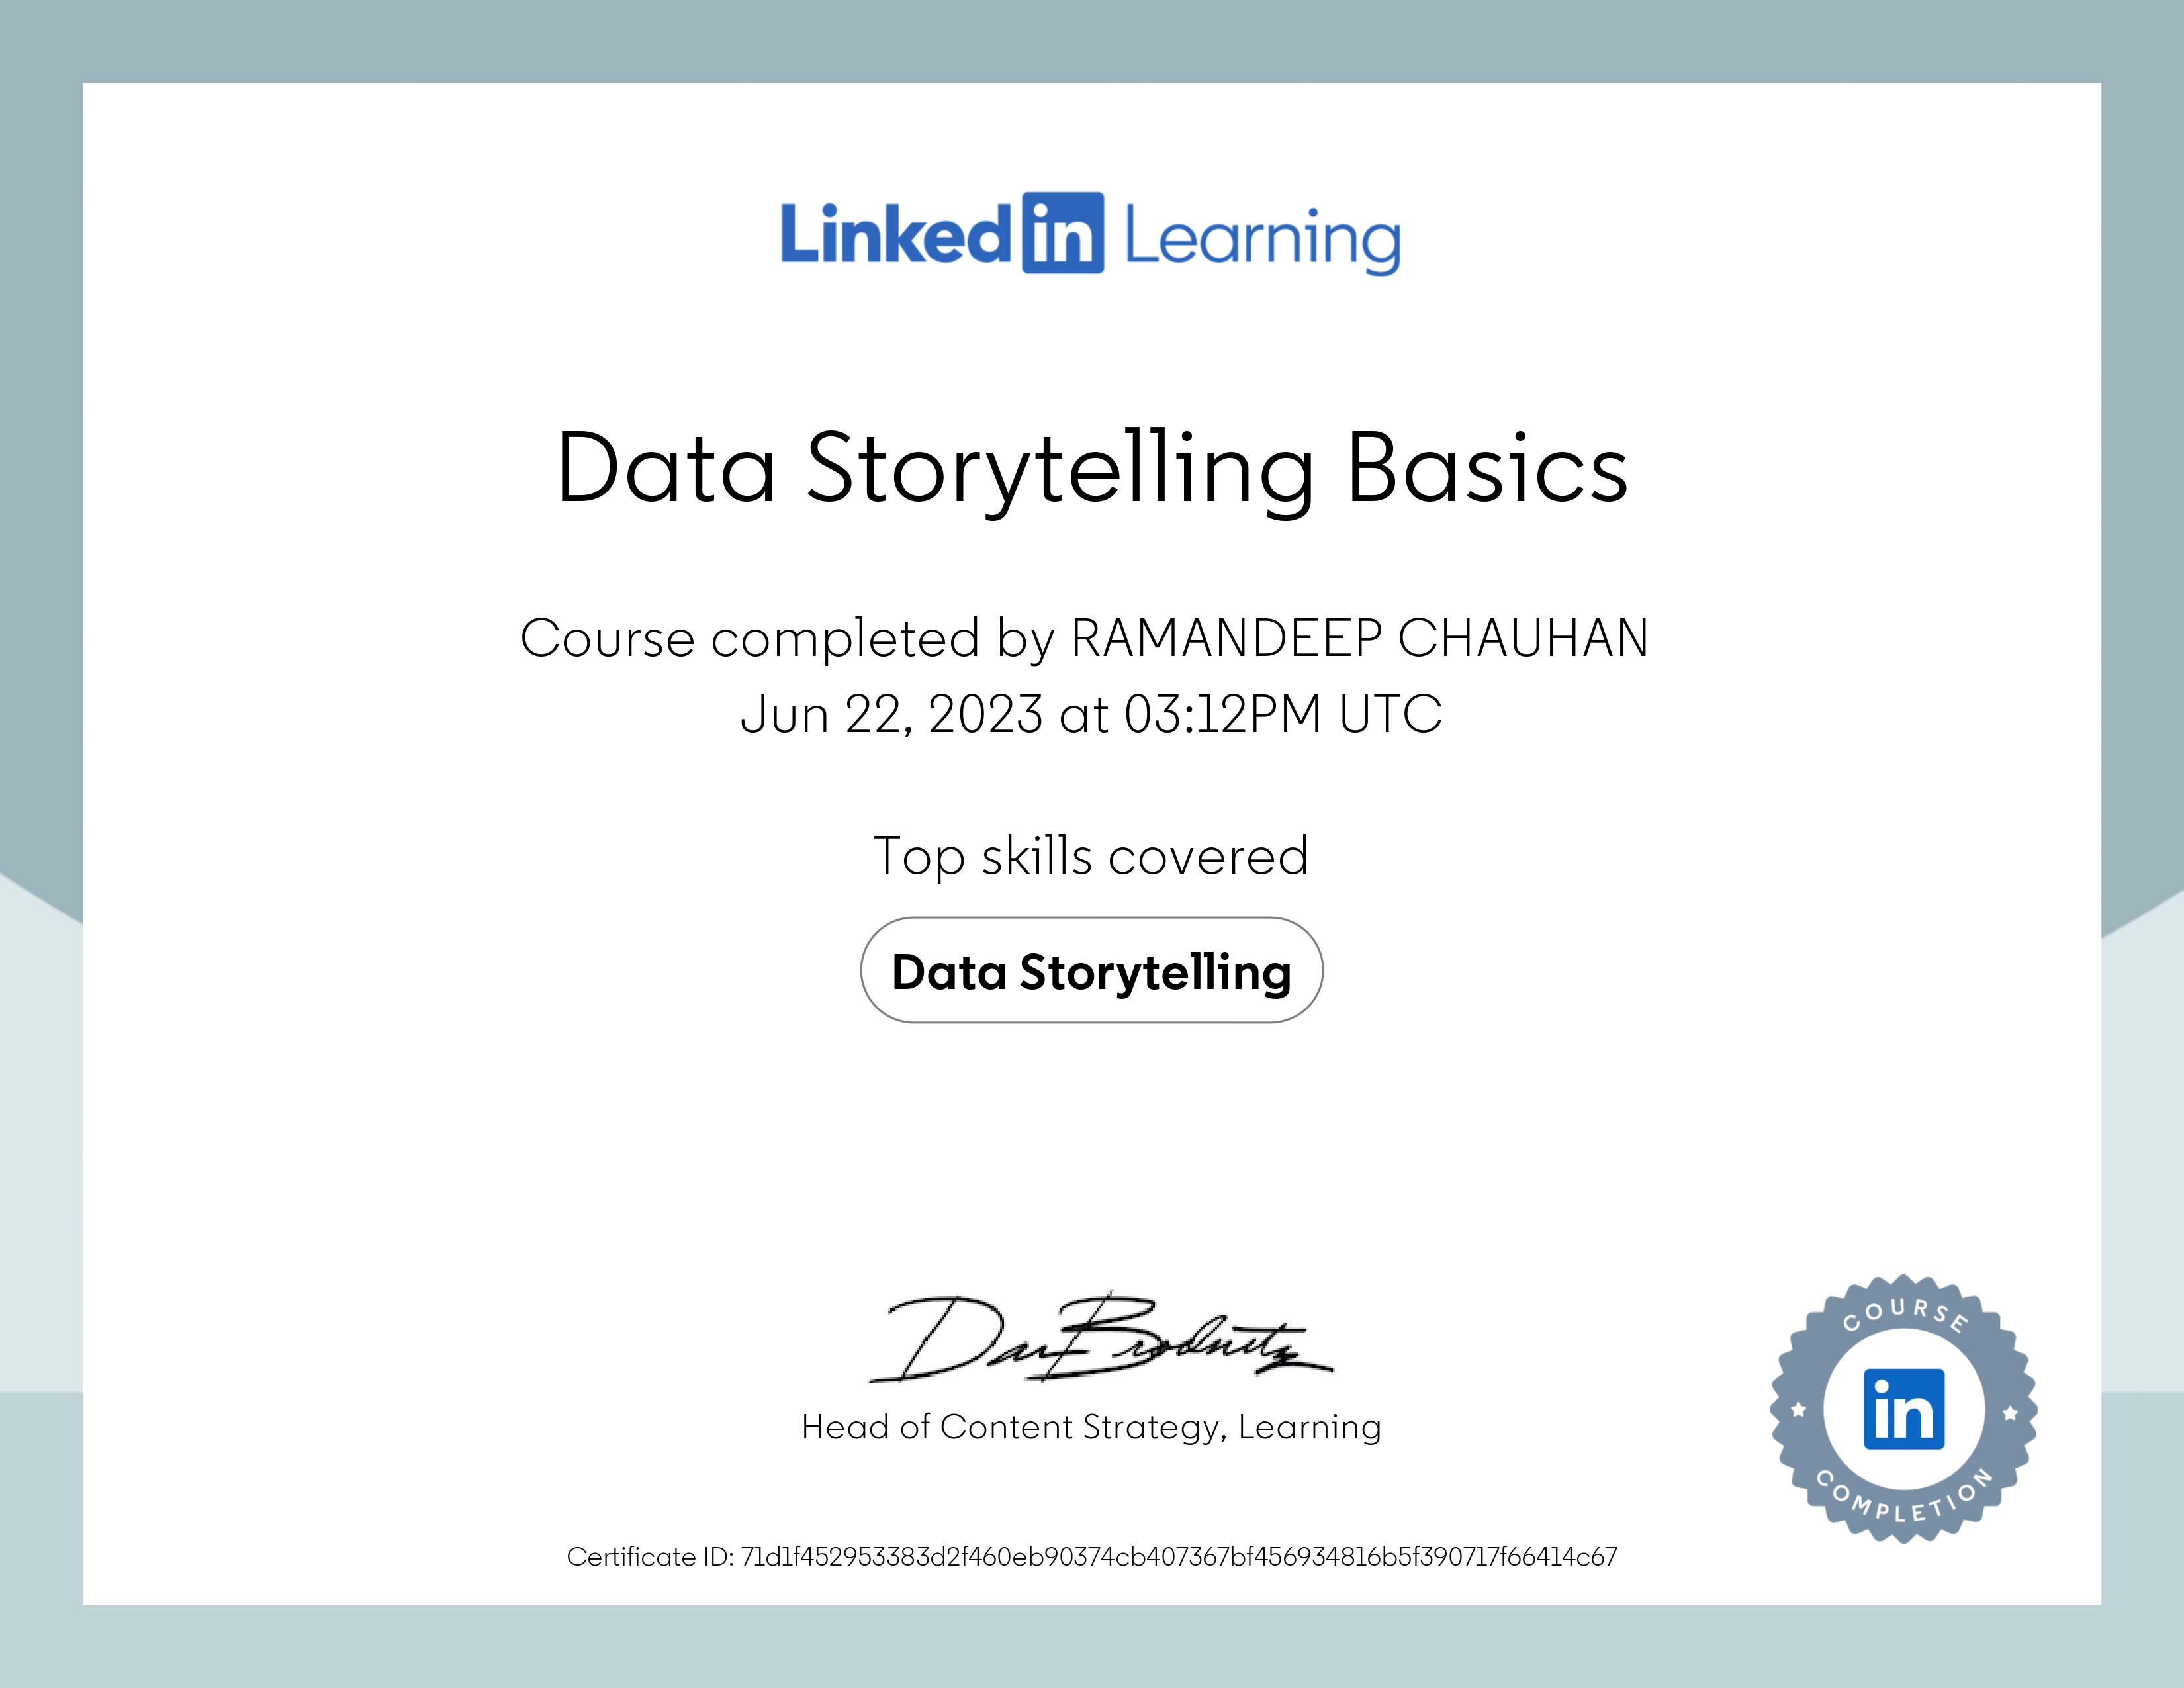 Linked in Learning
Data Storytelling Basics
Course completed by RAMANDEEP CHAUHAN
Jun 22, 2023 at 03:12PM UTC
Top skills covered
Data Storytelling
Dan Brodnitz
Head of Content Strategy, Learning
COURSE
in
COMPLETION
Certificate ID: 71d1f452953383d2f460eb90374cb407367bf456934816b5f390717f66414c67